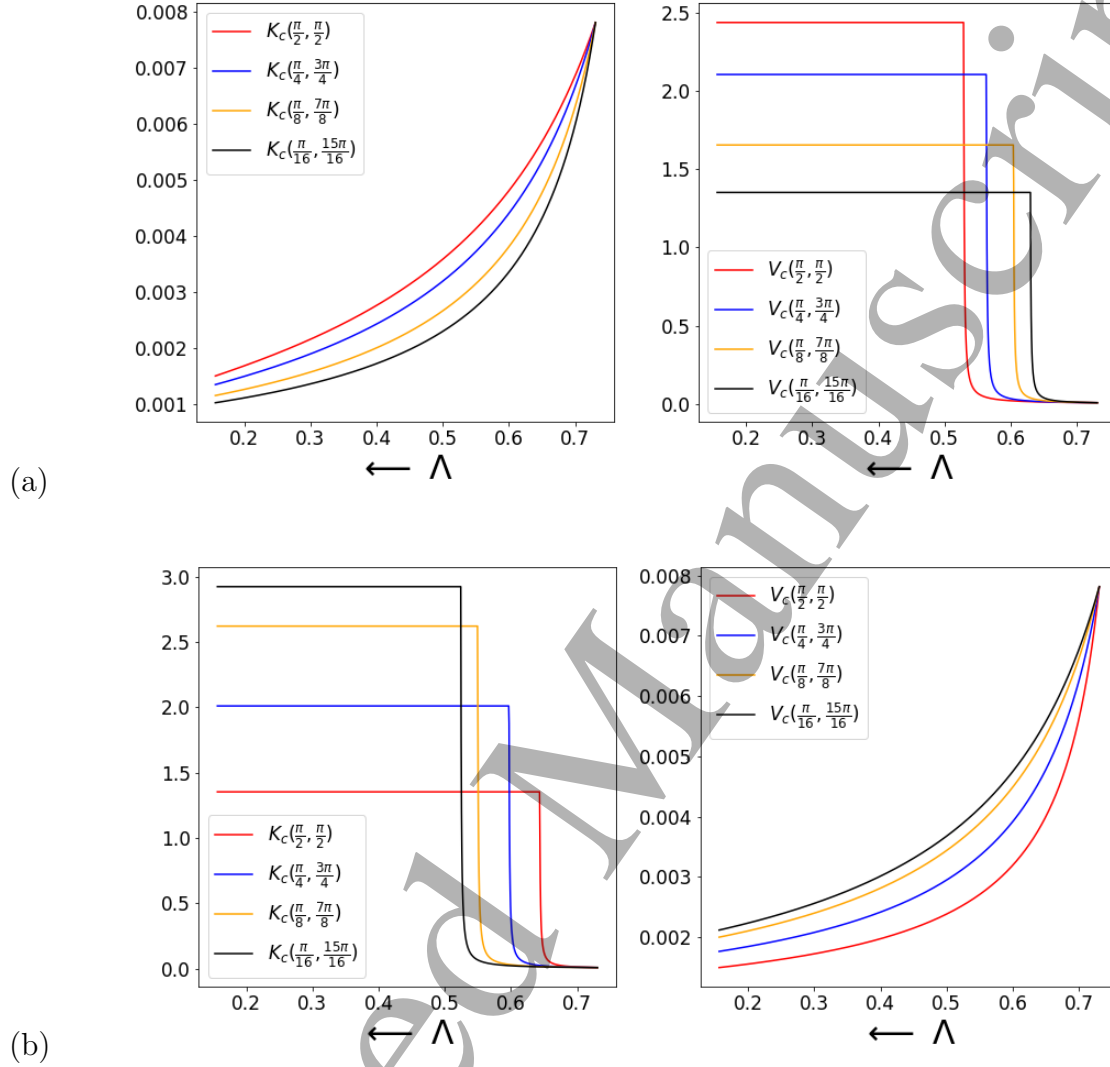 0.008
0.007
0.006
0.005
0.004
0.003
0.002
0.001
K_c(π/2, π/2)
K_c(π/4, 3π/4)
K_c(π/8, 7π/8)
K_c(π/16, 15π/16)
0.2 0.3 0.4 0.5 0.6 0.7
← Λ
2.5
2.0
1.5
1.0
0.5
0.0
V_c(π/2, π/2)
V_c(π/4, 3π/4)
V_c(π/8, 7π/8)
V_c(π/16, 15π/16)
0.2 0.3 0.4 0.5 0.6 0.7
← Λ
(a)
3.0
2.5
2.0
1.5
1.0
0.5
0.0
K_c(π/2, π/2)
K_c(π/4, 3π/4)
K_c(π/8, 7π/8)
K_c(π/16, 15π/16)
0.2 0.3 0.4 0.5 0.6 0.7
← Λ
0.008
0.007
0.006
0.005
0.004
0.003
0.002
V_c(π/2, π/2)
V_c(π/4, 3π/4)
V_c(π/8, 7π/8)
V_c(π/16, 15π/16)
0.2 0.3 0.4 0.5 0.6 0.7
← Λ
(b)
ed Manuscri